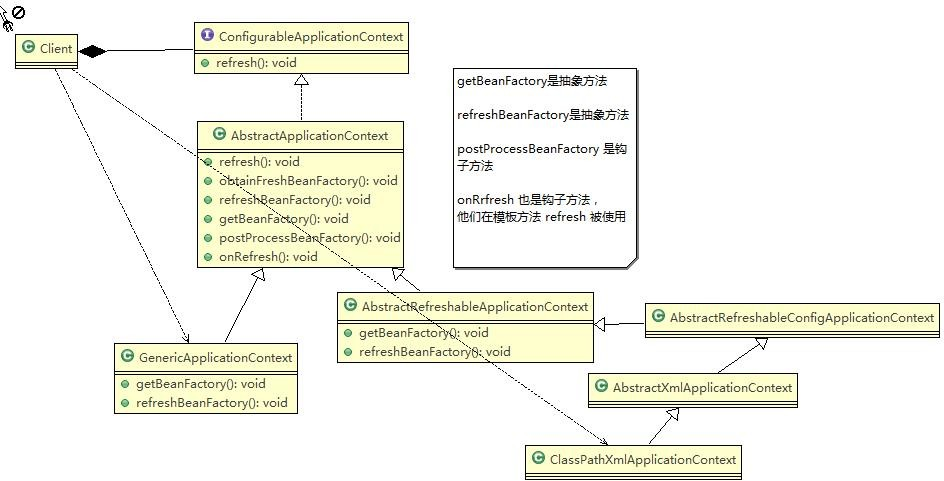 Client
ConfigurableApplicationContext
refresh(): void
AbstractApplicationContext
refresh(): void
obtainFreshBeanFactory(): void
refreshBeanFactory(): void
getBeanFactory(): void
postProcessBeanFactory(): void
onRefresh(): void
getBeanFactory是抽象方法
refreshBeanFactory是抽象方法
postProcessBeanFactory 是钩
子方法
onRrfresh 也是钩子方法，
他们在模板方法 refresh 被使用
AbstractRefreshableApplicationContext
getBeanFactory(): void
refreshBeanFactory(): void
AbstractRefreshableConfigApplicationContext
GenericApplicationContext
getBeanFactory(): void
refreshBeanFactory(): void
AbstractXmlApplicationContext
ClassPathXmlApplicationContext